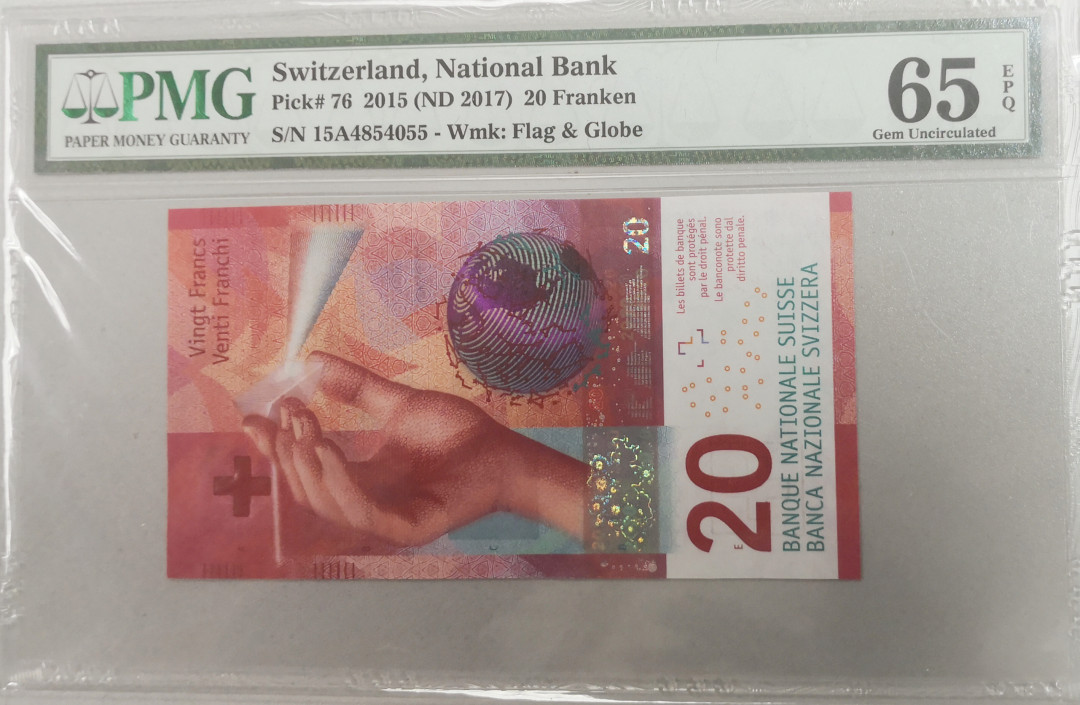 PMG
PAPER MONEY GUARANTY
Switzerland, National Bank
Pick# 76 2015 (ND 2017) 20 Franken
S/N 15A4854055 - Wmk: Flag & Globe
65
EPQ
Gem Uncirculated
Vingt Francs
Venti Franchi
20
Les billets de banque
sont protégés
par le droit pénal.
Le banconote sono
protette dal
diritto penale.
20
E
BANQUE NATIONALE SUISSE
BANCA NAZIONALE SVIZZERA